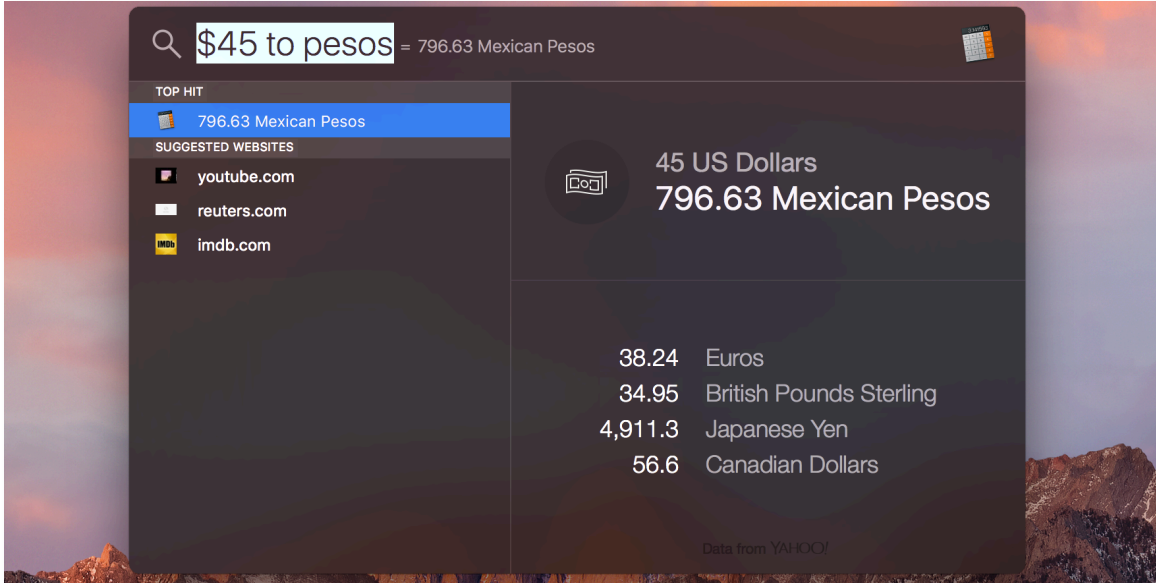 $45 to pesos = 796.63 Mexican Pesos
TOP HIT
796.63 Mexican Pesos
SUGGESTED WEBSITES
youtube.com
reuters.com
IMDb imdb.com
45 US Dollars
796.63 Mexican Pesos
38.24 Euros
34.95 British Pounds Sterling
4,911.3 Japanese Yen
56.6 Canadian Dollars
Data from YAHOO!